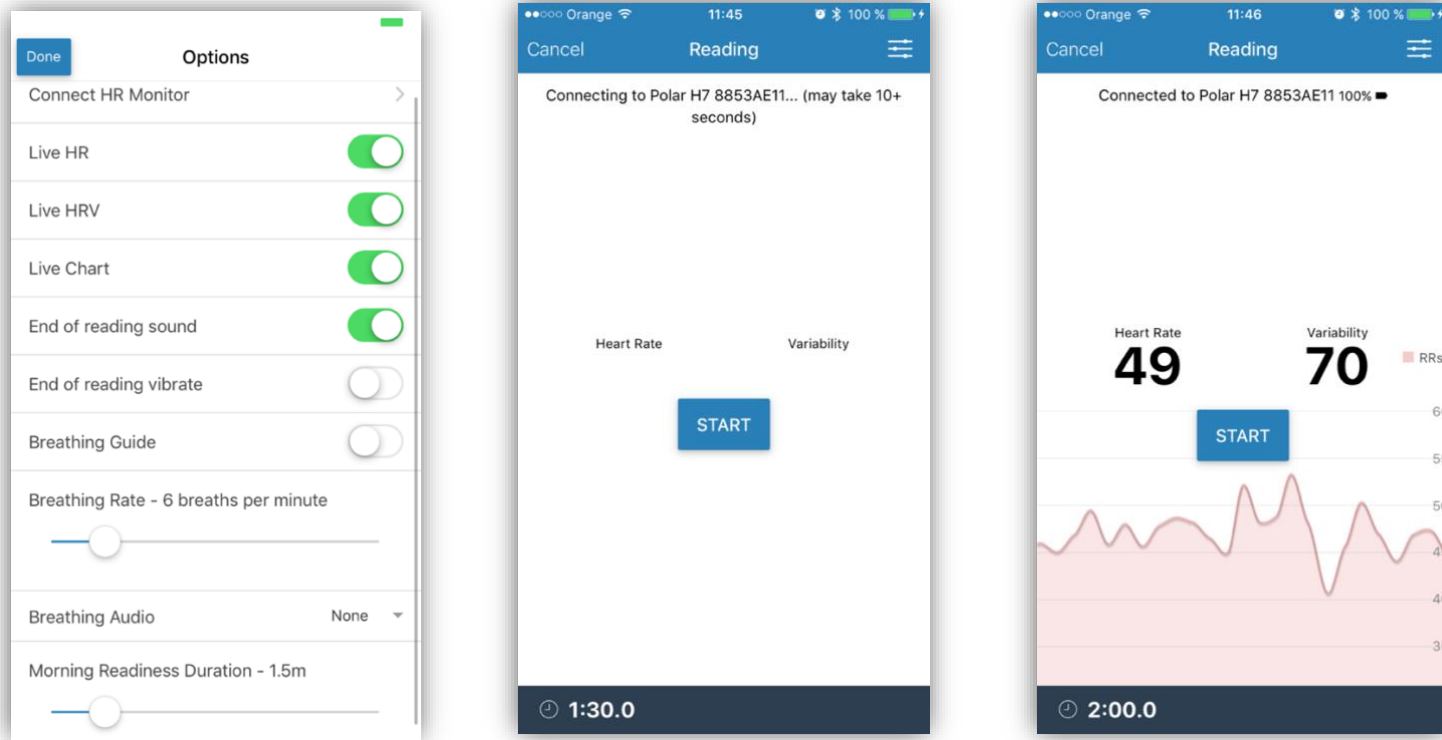 Done
Options
Connect HR Monitor
Live HR
Live HRV
Live Chart
End of reading sound
End of reading vibrate
Breathing Guide
Breathing Rate - 6 breaths per minute
Breathing Audio None
Morning Readiness Duration - 1.5m
Orange 11:45 100 %
Cancel Reading
Connecting to Polar H7 8853AE11... (may take 10+
seconds)
Heart Rate Variability
START
1:30.0
Orange 11:46 100 %
Cancel Reading
Connected to Polar H7 8853AE11 100%
Heart Rate Variability
49 70
RRs
START
2:00.0